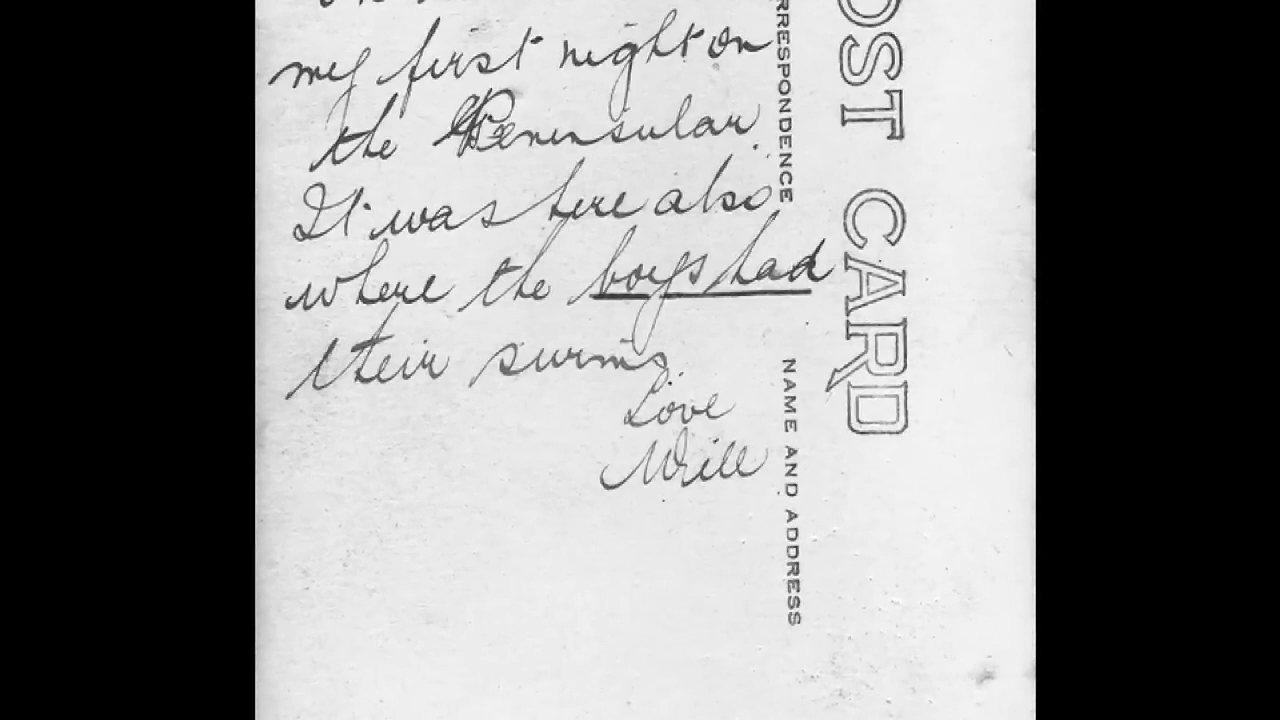 my first night on
the Peninsular.
It was here also
where the boys had
their swims.
Love
Will
POST CARD
CORRESPONDENCE
NAME AND ADDRESS